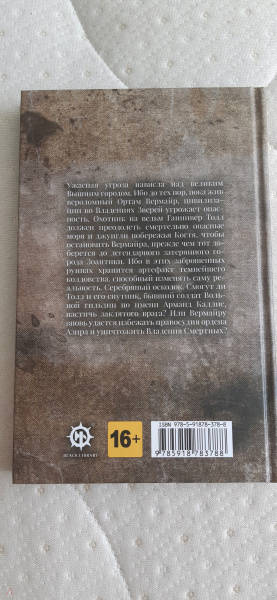 Ужасная угроза нависла над великим
Вышним городом. Ибо до тех пор, пока жив
вероломный Ортам Вермайр, цивилиза-
ции во Владениях Зверей угрожает опас-
ность. Охотник на ведьм Ганнивер Толл
должен преодолеть смертельно опасные
моря и джунгли побережья Когтя, чтобы
остановить Вермайра, прежде чем тот до-
берется до легендарного затерянного го-
рода Зоантики. Ибо в этих заброшенных
руинах хранится артефакт темнейшего
колдовства, способный изменить саму ре-
альность, Серебряный осколок. Смогут ли
Толл и его спутник, бывший солдат Воль-
ной гильдии по имени Арманд Каллис,
настичь заклятого врага? Или Вермайру
вновь удастся избежать правосудия ордена
Азира и уничтожить Владения Смертных?
BLACK LIBRARY
16+
ISBN 978-5-91878-378-8
9 785918 783788